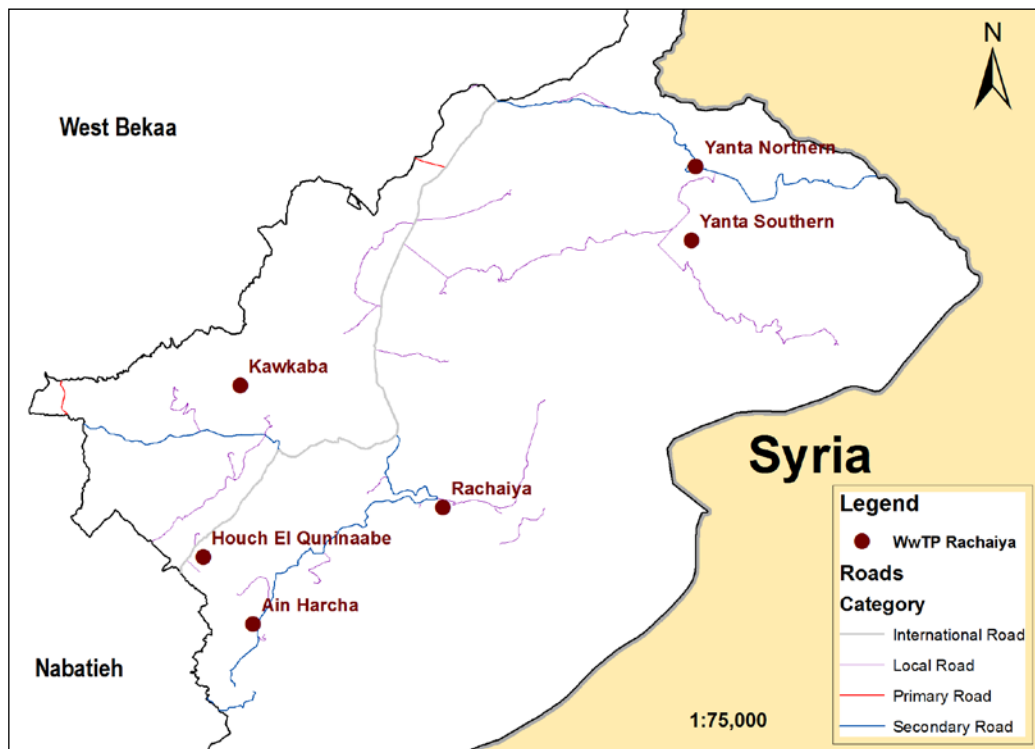 N
West Bekaa
Yanta Northern
Yanta Southern
Kawkaba
Syria
Rachaiya
Houch El Quninaabe
Ain Harcha
Nabatieh
1:75,000
Legend
WwTP Rachaiya
Roads
Category
International Road
Local Road
Primary Road
Secondary Road